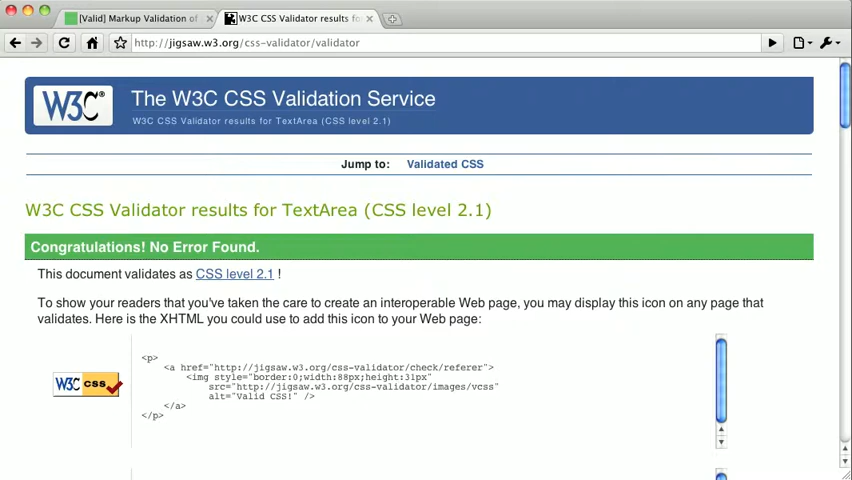 [Valid] Markup Validation of
W3C CSS Validator results fo
http://jigsaw.w3.org/css-validator/validator
W3C®
The W3C CSS Validation Service
W3C CSS Validator results for TextArea (CSS level 2.1)
Jump to: Validated CSS
W3C CSS Validator results for TextArea (CSS level 2.1)
Congratulations! No Error Found.
This document validates as CSS level 2.1 !
To show your readers that you've taken the care to create an interoperable Web page, you may display this icon on any page that
validates. Here is the XHTML you could use to add this icon to your Web page:
W3C css
<p>
<a href="http://jigsaw.w3.org/css-validator/check/referer">
<img style="border:0;width:88px;height:31px"
src="http://jigsaw.w3.org/css-validator/images/vcss"
alt="Valid CSS!" />
</a>
</p>